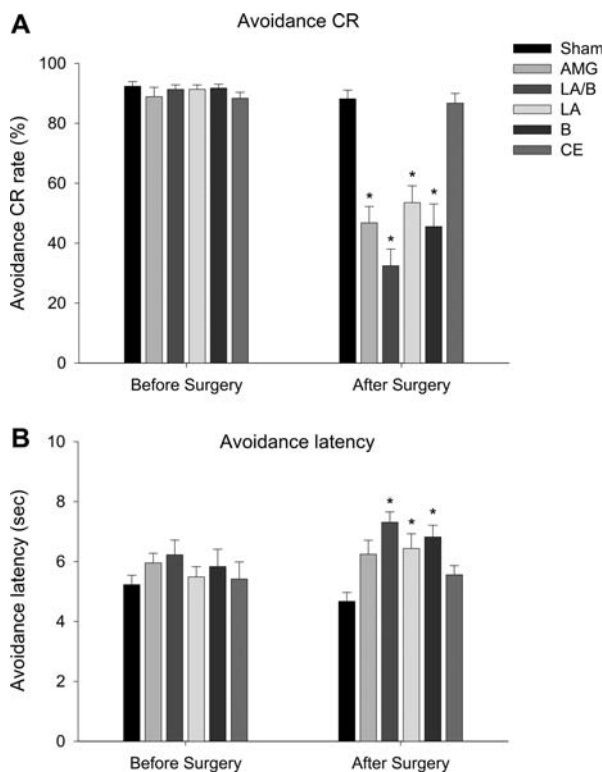 A
Avoidance CR
Sham
AMG
LA/B
LA
B
CE
Avoidance CR rate (%)
100
80
60
40
20
0
*
*
*
*
Before Surgery
After Surgery
B
Avoidance latency
Avoidance latency (sec)
10
8
6
4
2
0
*
*
*
Before Surgery
After Surgery